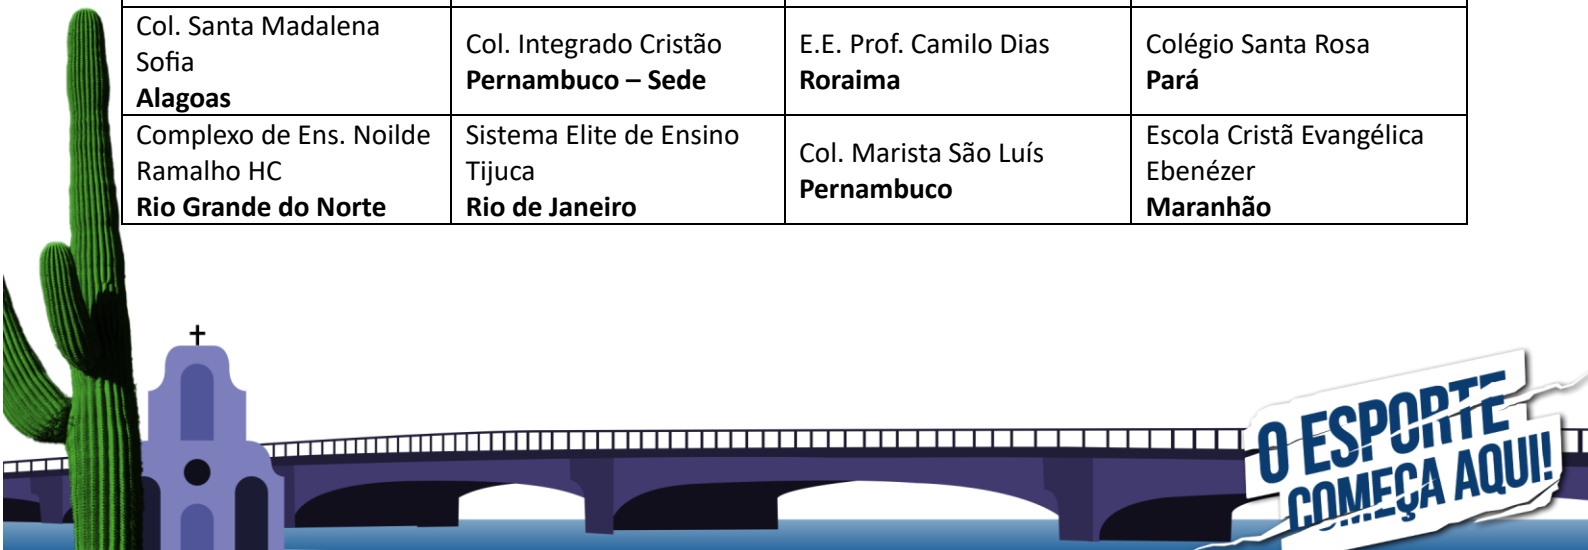 Col. Santa Madalena
Sofia
Alagoas
Col. Integrado Cristão
Pernambuco – Sede
E.E. Prof. Camilo Dias
Roraima
Colégio Santa Rosa
Pará
Complexo de Ens. Noilde
Ramalho HC
Rio Grande do Norte
Sistema Elite de Ensino
Tijuca
Rio de Janeiro
Col. Marista São Luís
Pernambuco
Escola Cristã Evangélica
Ebenézer
Maranhão
O ESPORTE
COMEÇA AQUI!